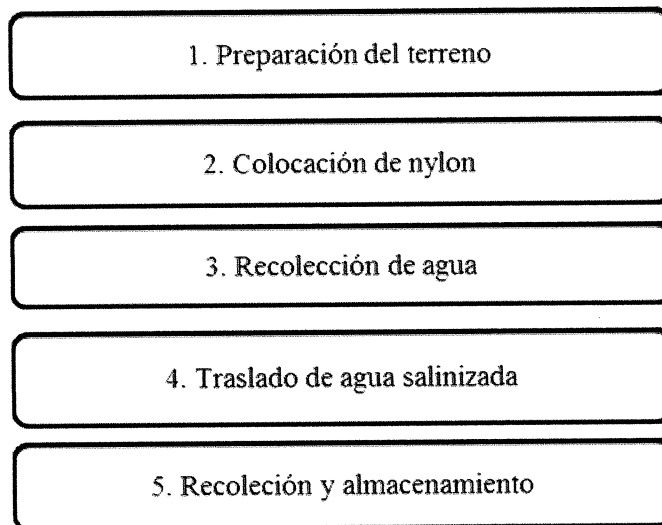 1. Preparación del terreno
2. Colocación de nylon
3. Recolección de agua
4. Traslado de agua salinizada
5. Recoleción y almacenamiento